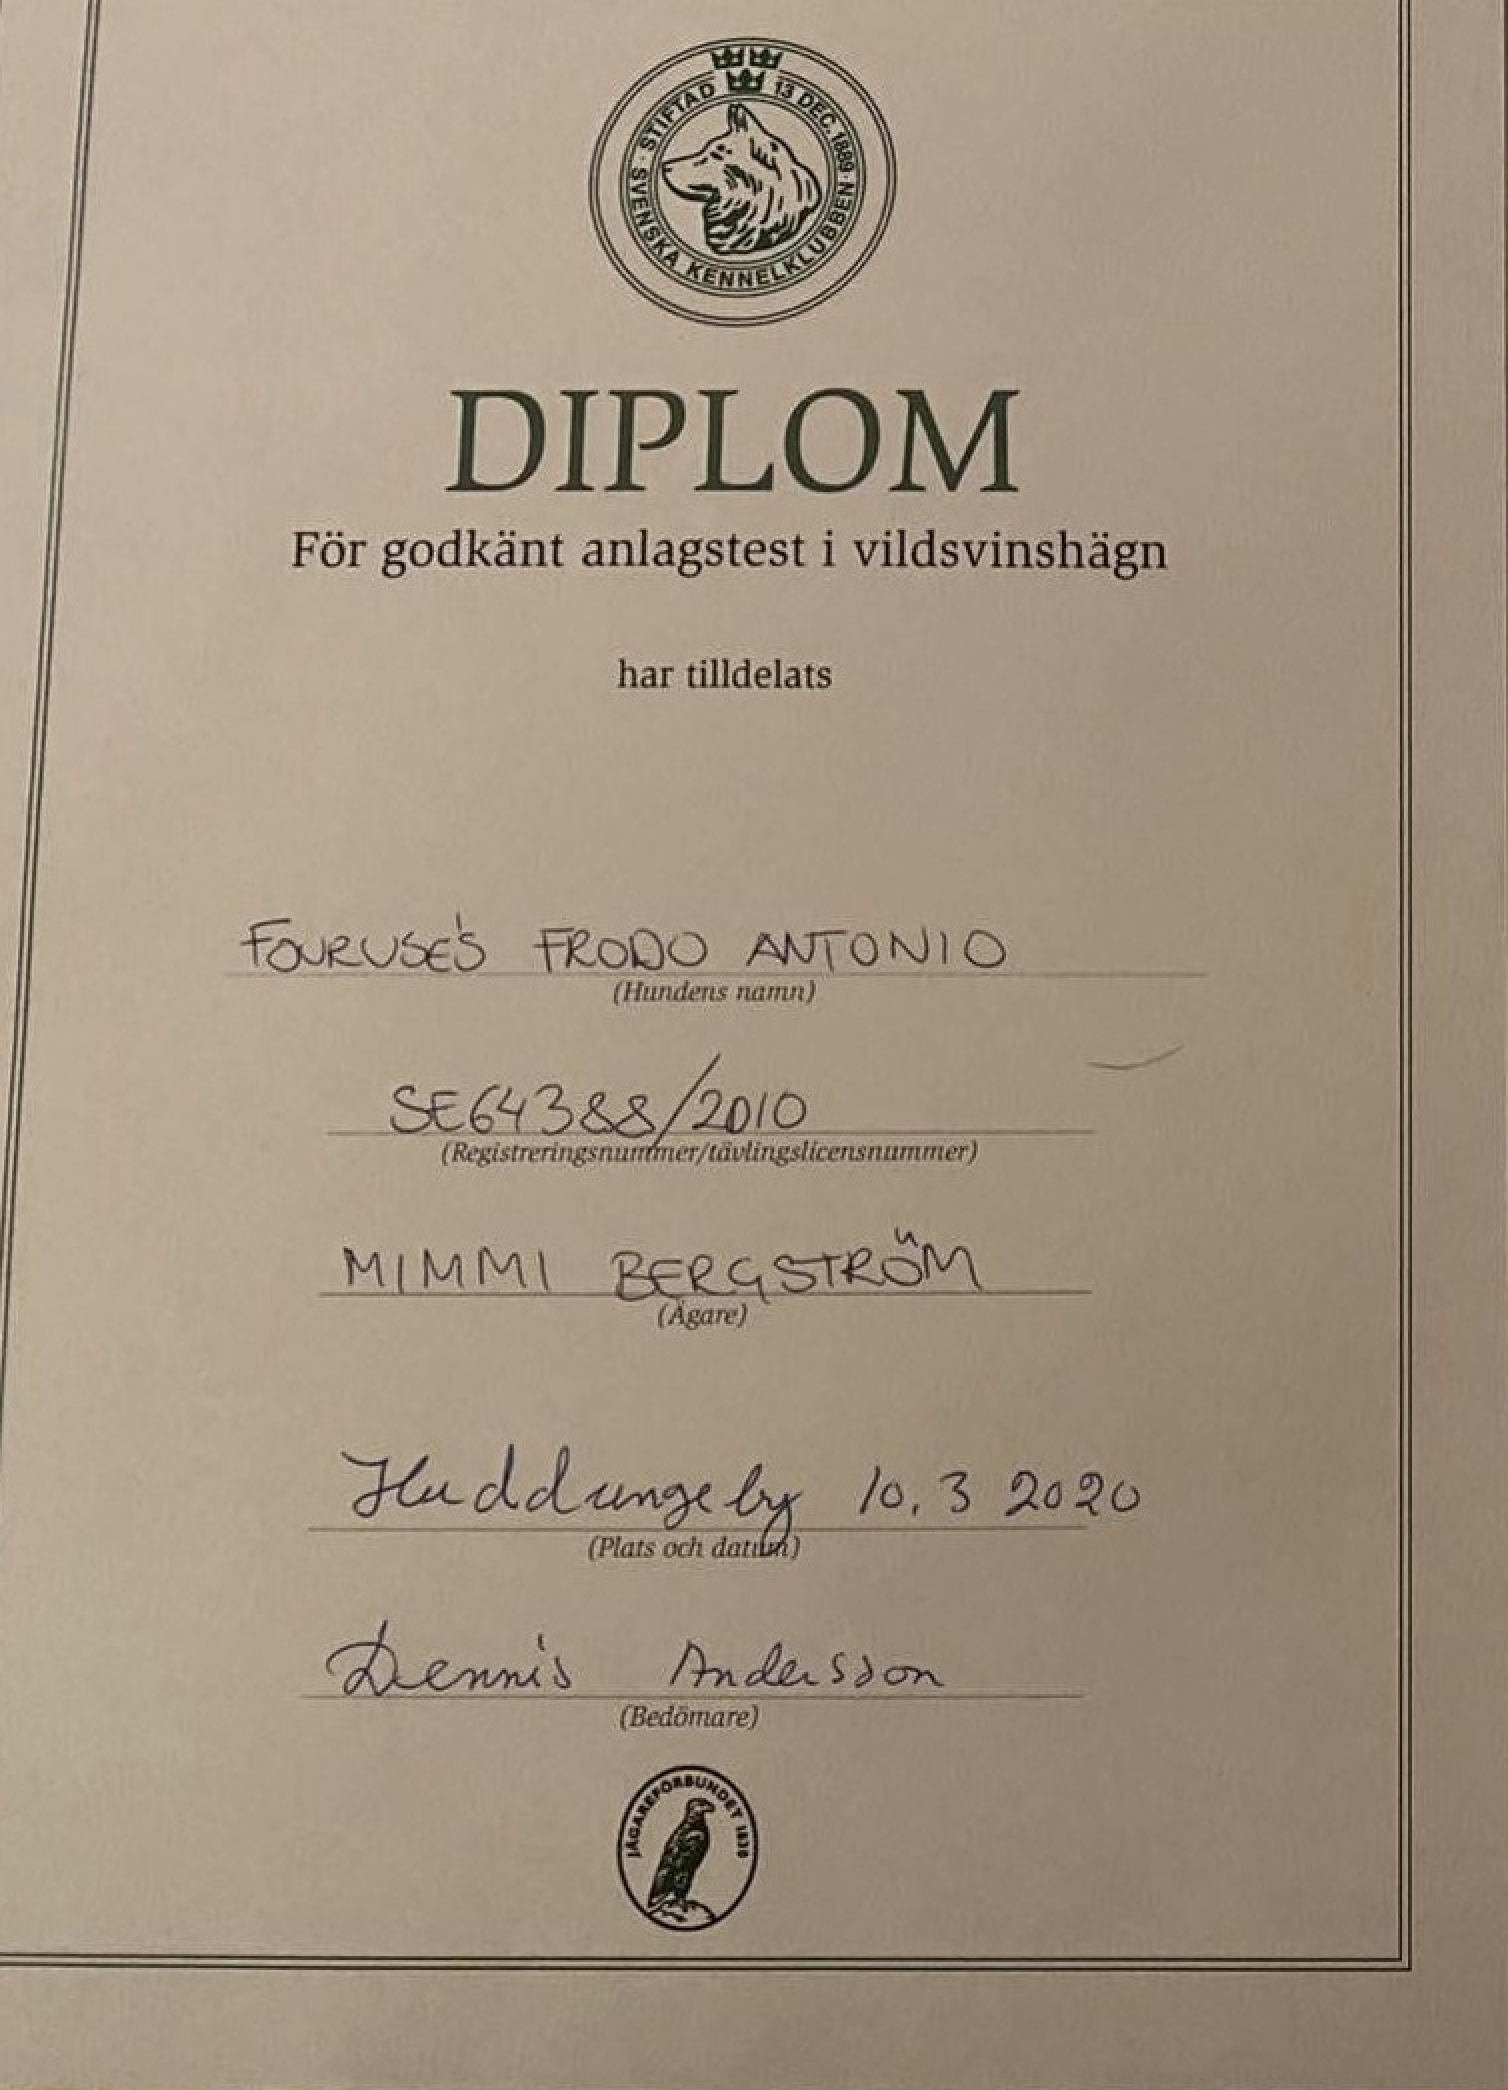 STIFTAD 13 DEC. 1889 · SVENSKA KENNELKLUBBEN ·
DIPLOM
För godkänt anlagstest i vildsvinshägn
har tilldelats
FOURUSE'S FRODO ANTONIO
(Hundens namn)
SE64388/2010
(Registreringsnummer/tävlingslicensnummer)
MIMMI BERGSTRÖM
(Ägare)
Huddungeby 10.3 2020
(Plats och datum)
Dennis Andersson
(Bedömare)
JÄGAREFÖRBUNDET 1830